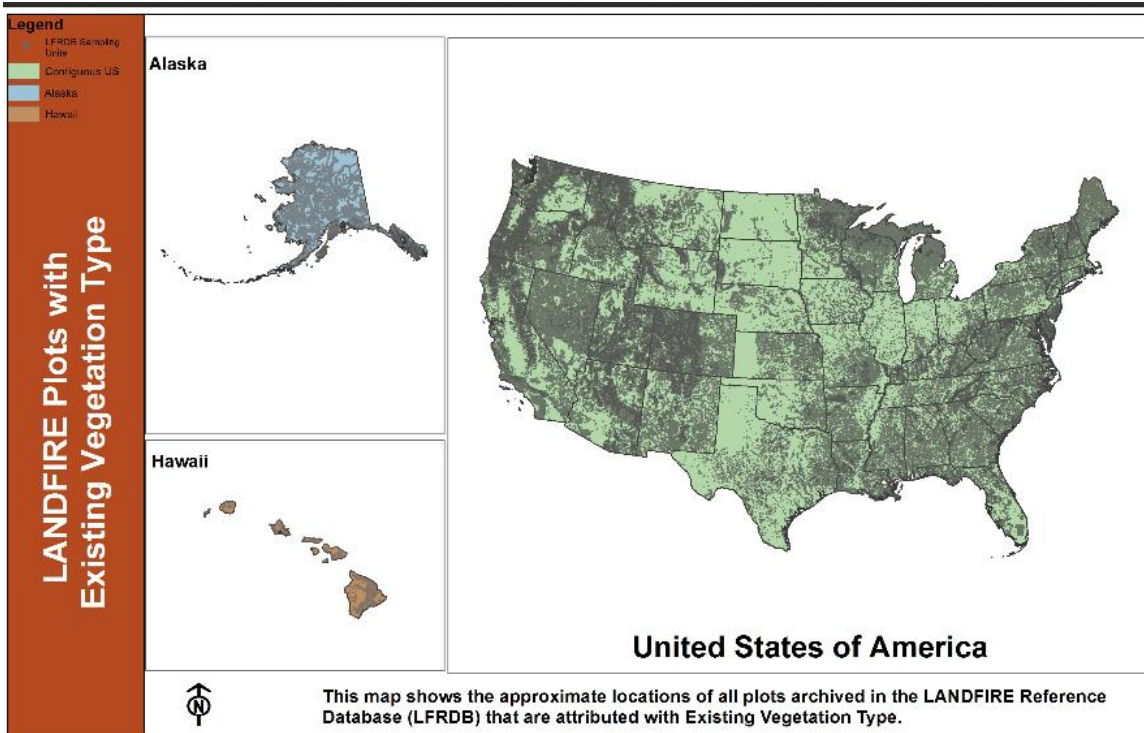 Legend
LFRDB Sampling
Units
Contiguous US
Alaska
Hawaii
LANDFIRE Plots with
Existing Vegetation Type
Alaska
Hawaii
United States of America
N
This map shows the approximate locations of all plots archived in the LANDFIRE Reference
Database (LFRDB) that are attributed with Existing Vegetation Type.